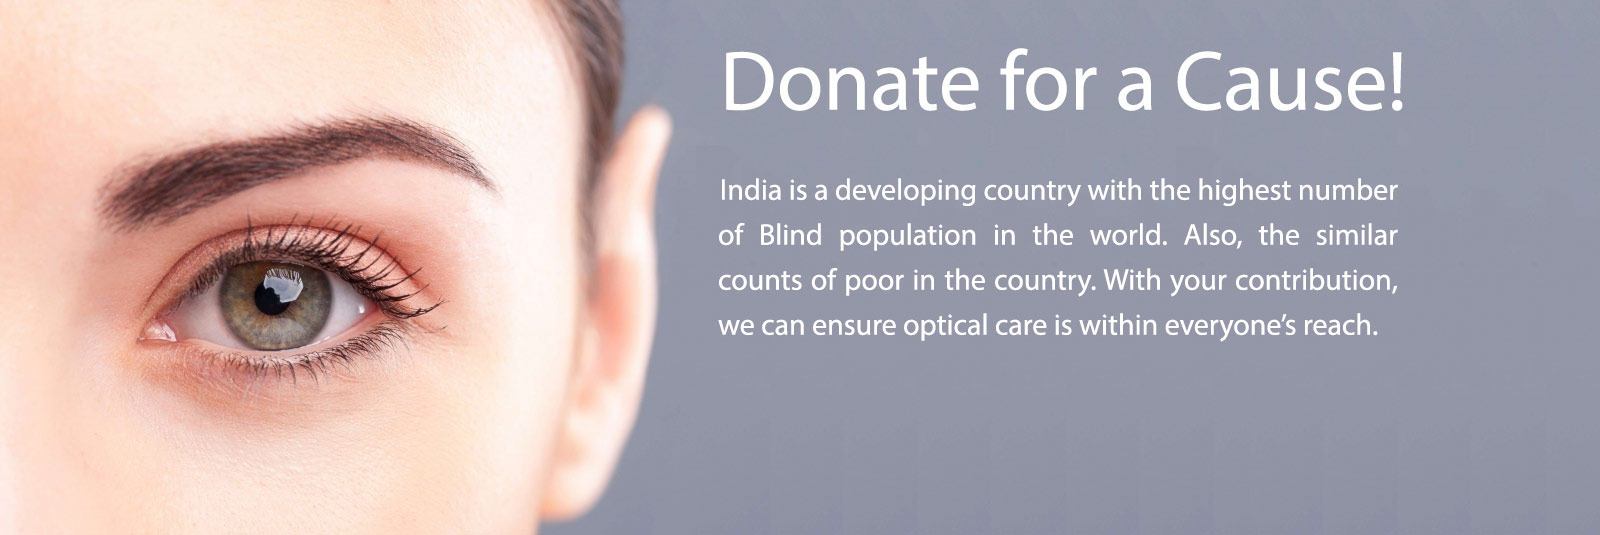 Donate for a Cause!
India is a developing country with the highest number
of Blind population in the world. Also, the similar
counts of poor in the country. With your contribution,
we can ensure optical care is within everyone’s reach.